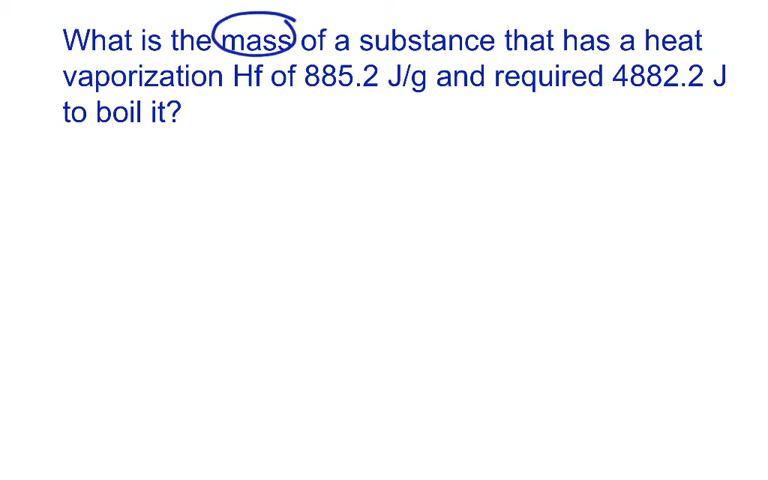 What is the mass of a substance that has a heat
vaporization Hf of 885.2 J/g and required 4882.2 J
to boil it?